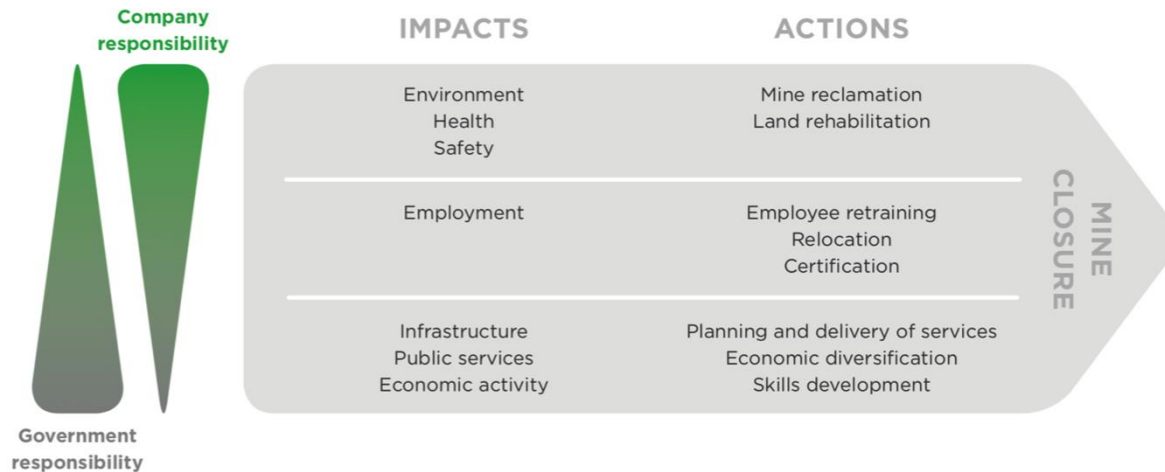 Company
responsibility
IMPACTS
ACTIONS
Environment
Health
Safety
Mine reclamation
Land rehabilitation
Employment
Employee retraining
Relocation
Certification
Infrastructure
Public services
Economic activity
Planning and delivery of services
Economic diversification
Skills development
MINE
CLOSURE
Government
responsibility